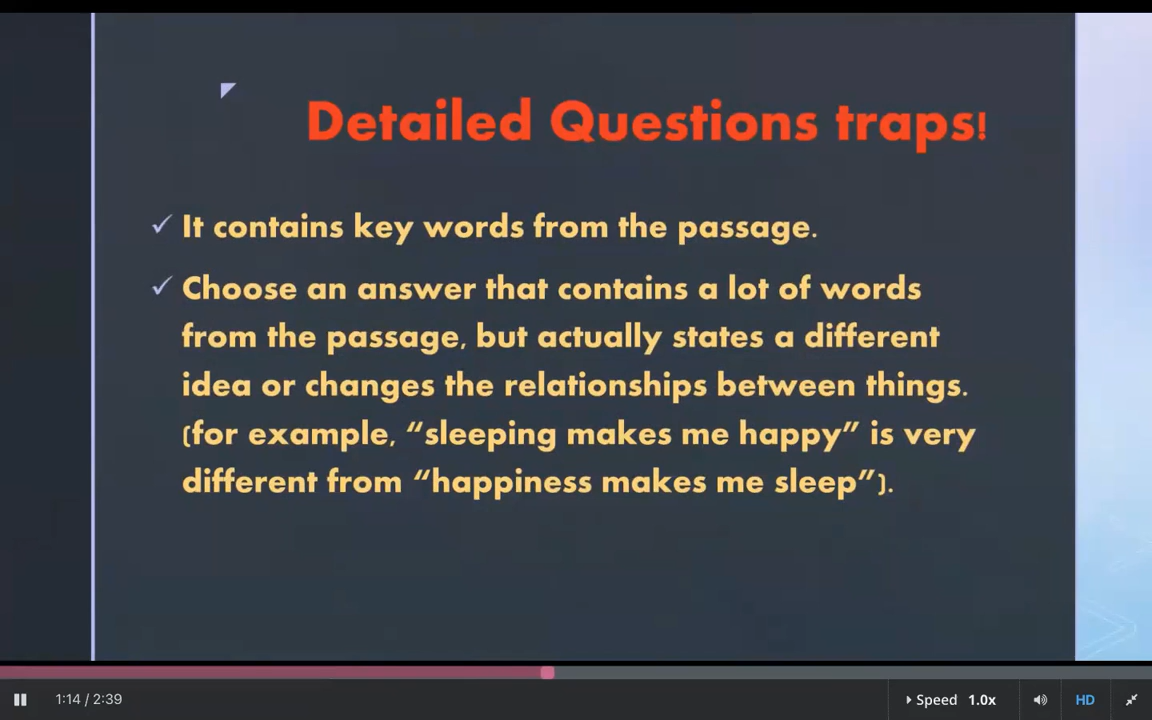 Detailed Questions traps!
✓ It contains key words from the passage.
✓ Choose an answer that contains a lot of words
from the passage, but actually states a different
idea or changes the relationships between things.
(for example, “sleeping makes me happy” is very
different from “happiness makes me sleep”).
1:14 / 2:39
Speed 1.0x
HD